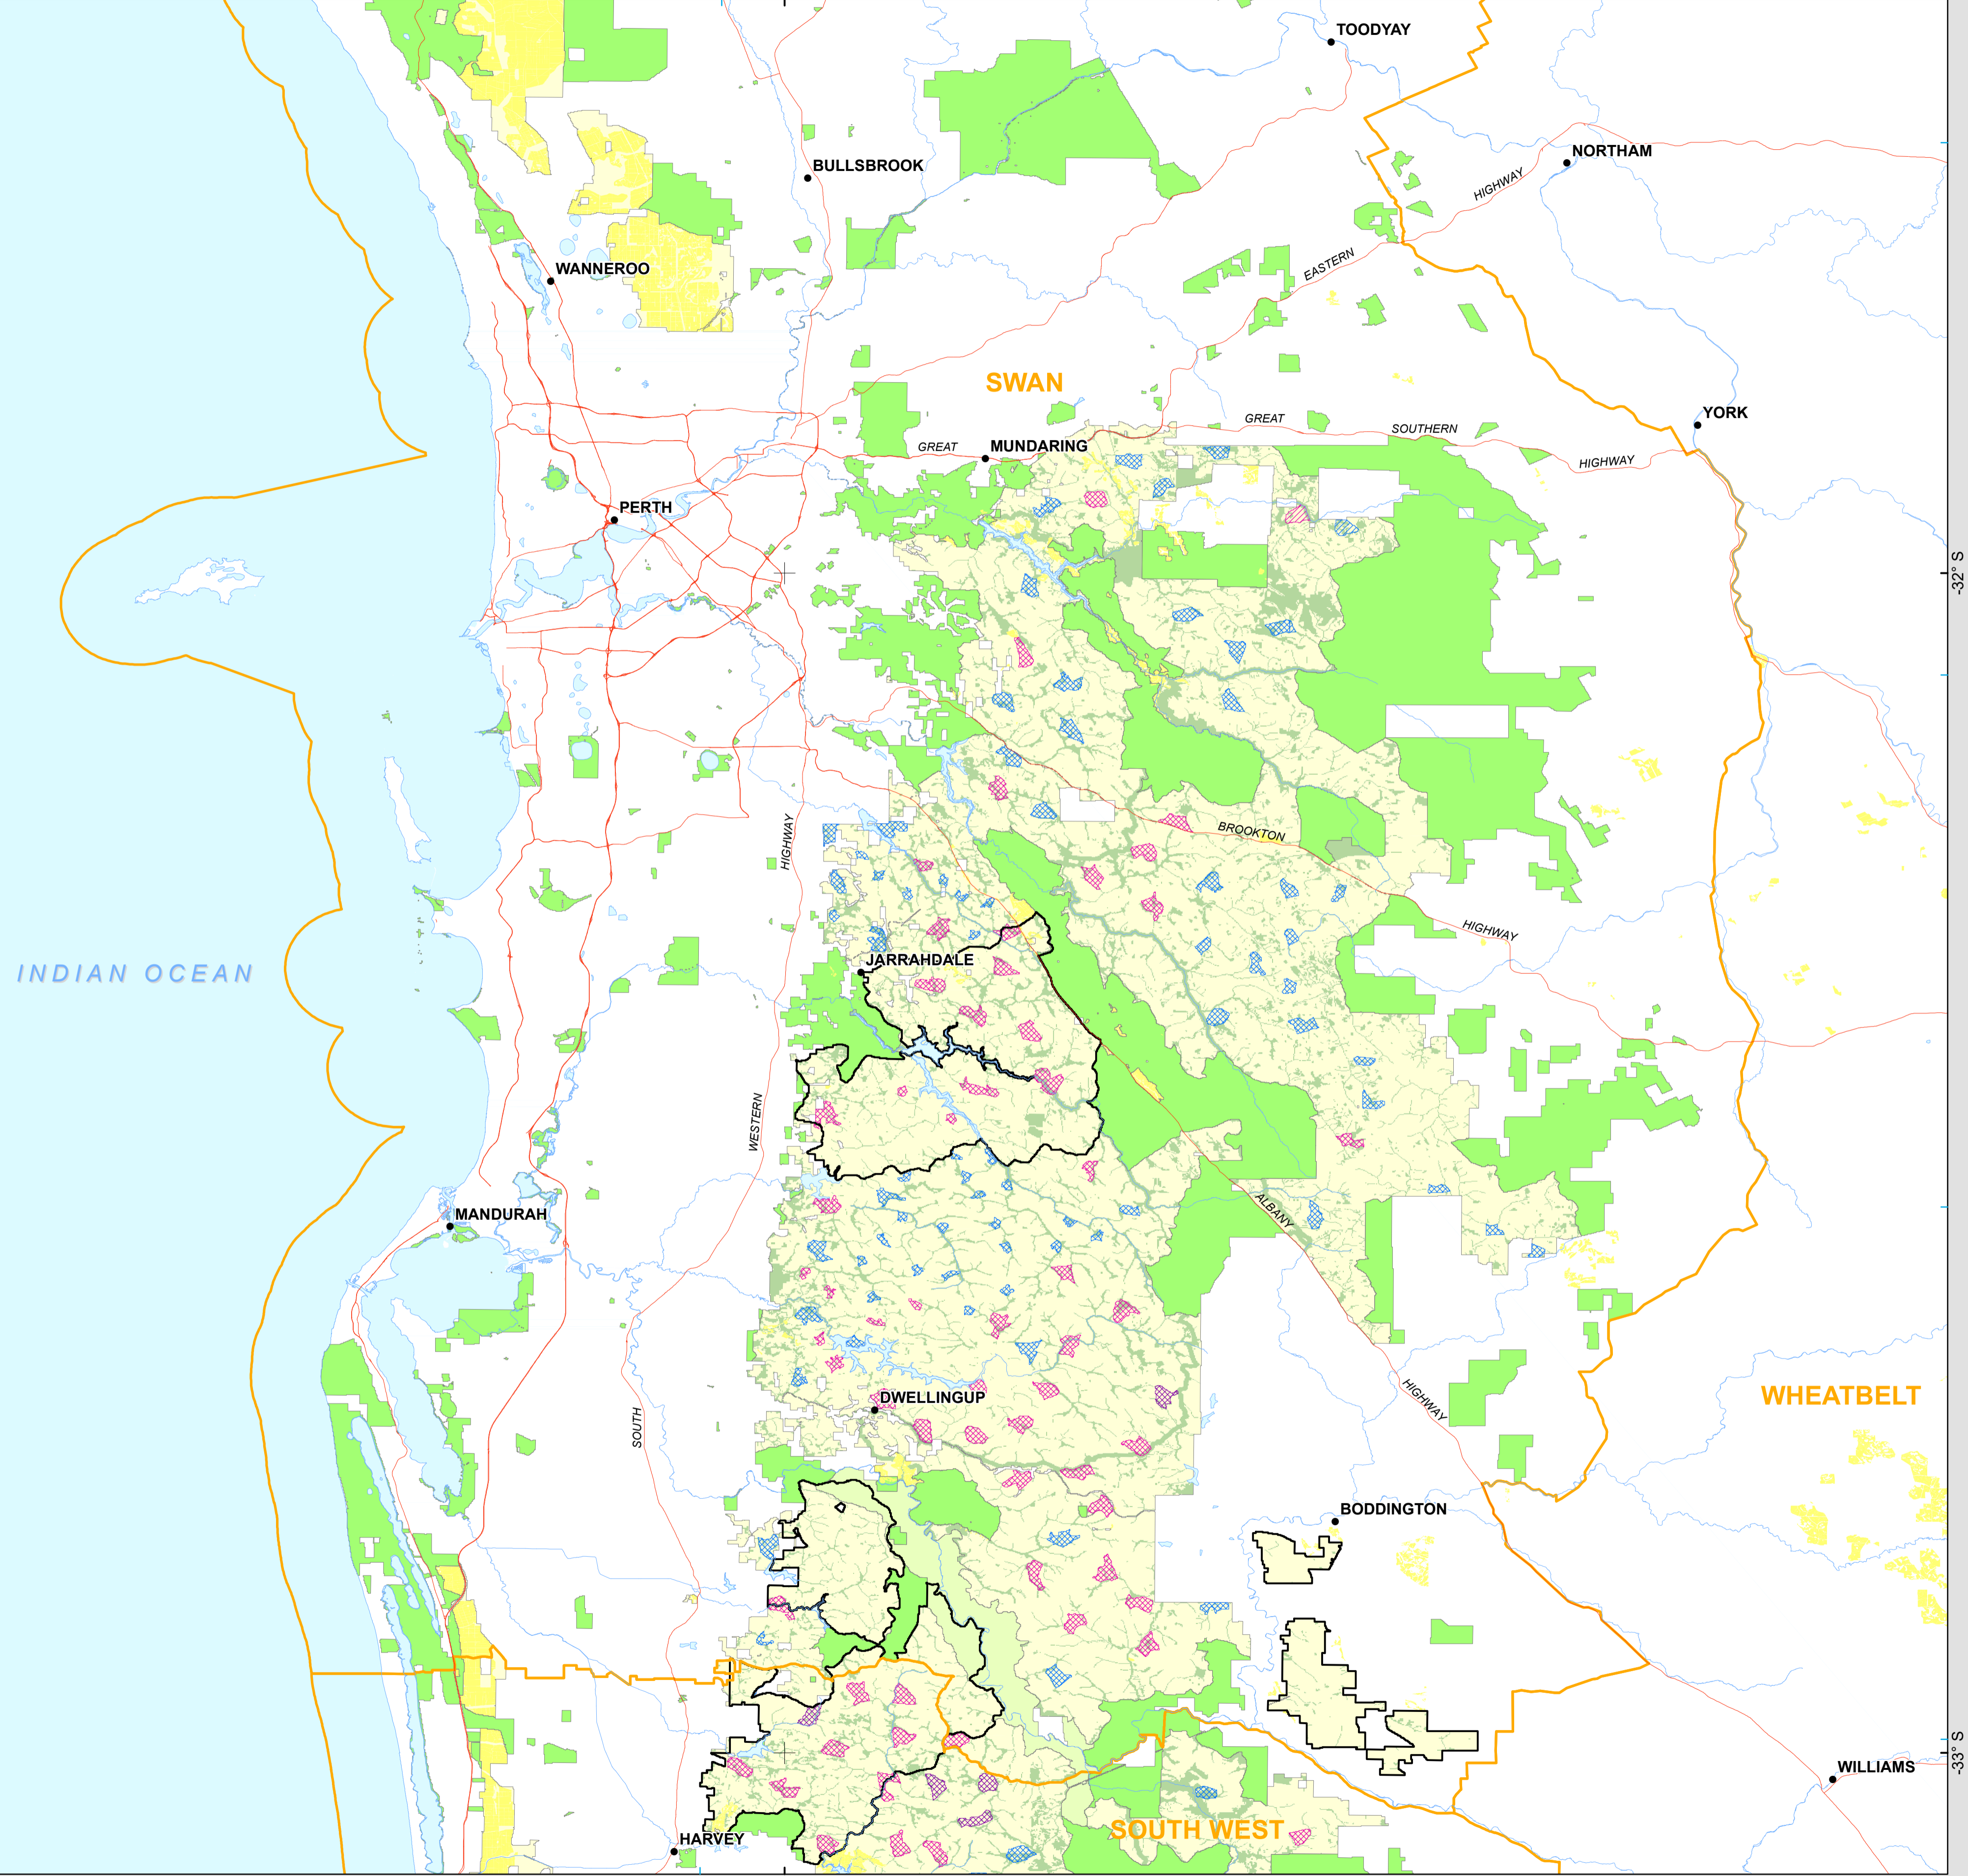 TOODYAY
NORTHAM
BULLSBROOK
HIGHWAY
EASTERN
WANNEROO
SWAN
YORK
GREAT
SOUTHERN
GREAT
MUNDARING
HIGHWAY
PERTH
-32° S
HIGHWAY
BROOKTON
HIGHWAY
JARRAHDALE
INDIAN OCEAN
WESTERN
ALBANY
MANDURAH
HIGHWAY
WHEATBELT
DWELLINGUP
SOUTH
BODDINGTON
-33° S
WILLIAMS
SOUTH WEST
HARVEY